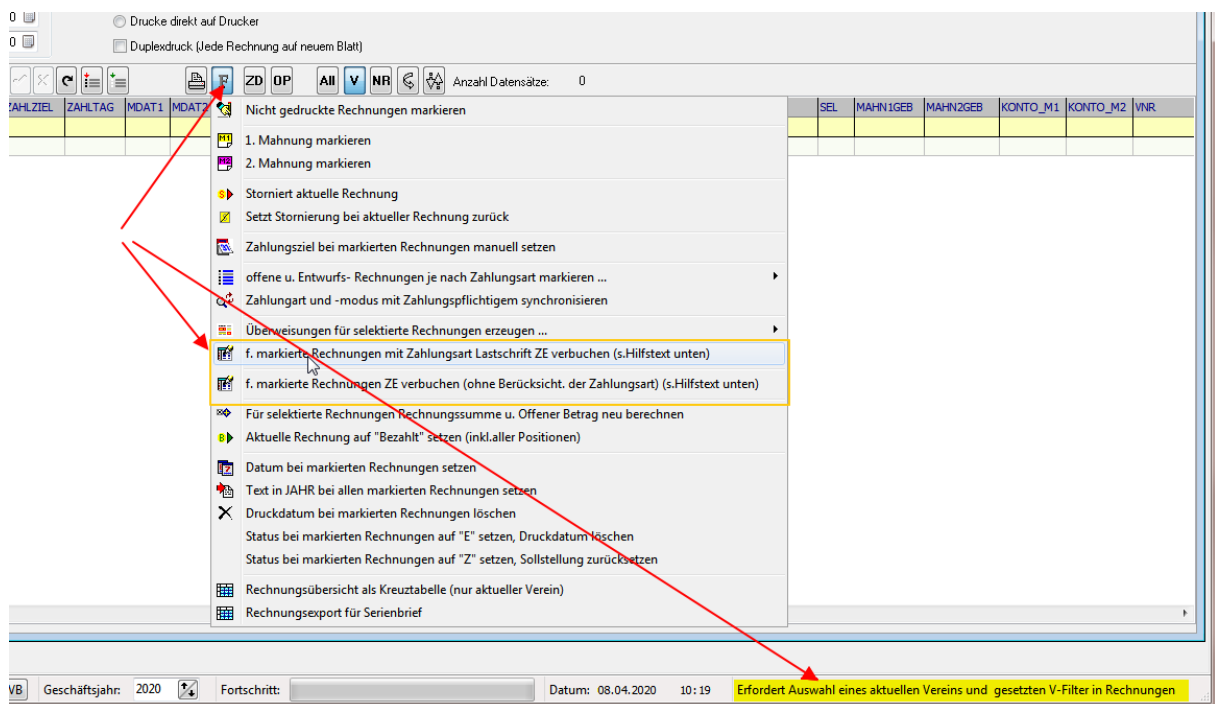 0 Drucke direkt auf Drucker
0 Duplexdruck (Jede Rechnung auf neuem Blatt)
F ZD OP All V NR Anzahl Datensätze: 0
ZAHLZIEL ZAHLTAG MDAT1 MDAT2 SEL MAHN1GEB MAHN2GEB KONTO_M1 KONTO_M2 VNR
Nicht gedruckte Rechnungen markieren
M1 1. Mahnung markieren
M2 2. Mahnung markieren
S Storniert aktuelle Rechnung
Setzt Stornierung bei aktueller Rechnung zurück
Zahlungsziel bei markierten Rechnungen manuell setzen
offene u. Entwurfs- Rechnungen je nach Zahlungsart markieren ...
Zahlungart und -modus mit Zahlungspflichtigem synchronisieren
Überweisungen für selektierte Rechnungen erzeugen ...
f. markierte Rechnungen mit Zahlungsart Lastschrift ZE verbuchen (s.Hilfstext unten)
f. markierte Rechnungen ZE verbuchen (ohne Berücksicht. der Zahlungsart) (s.Hilfstext unten)
Für selektierte Rechnungen Rechnungssumme u. Offener Betrag neu berechnen
B Aktuelle Rechnung auf "Bezahlt" setzen (inkl.aller Positionen)
Datum bei markierten Rechnungen setzen
Text in JAHR bei allen markierten Rechnungen setzen
Druckdatum bei markierten Rechnungen löschen
Status bei markierten Rechnungen auf "E" setzen, Druckdatum löschen
Status bei markierten Rechnungen auf "Z" setzen, Sollstellung zurücksetzen
Rechnungsübersicht als Kreuztabelle (nur aktueller Verein)
Rechnungsexport für Serienbrief
VB Geschäftsjahr: 2020 Fortschritt: Datum: 08.04.2020 10:19 Erfordert Auswahl eines aktuellen Vereins und gesetzten V-Filter in Rechnungen